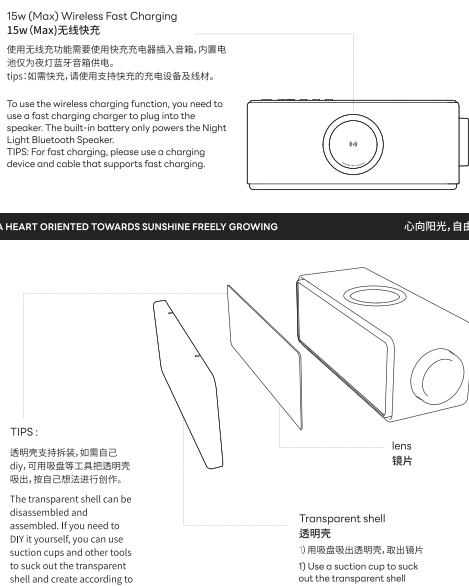 15w (Max) Wireless Fast Charging
15w(Max)无线快充
使用无线充功能需要使用快充充电器插入音箱,内置电
池仅为夜灯蓝牙音箱供电。
tips:如需快充,请使用支持快充的充电设备及线材。
To use the wireless charging function, you need to
use a fast charging charger to plug into the
speaker. The built-in battery only powers the Night
Light Bluetooth Speaker.
TIPS: For fast charging, please use a charging
device and cable that supports fast charging.
A HEART ORIENTED TOWARDS SUNSHINE FREELY GROWING
心向阳光,自由
TIPS :
透明壳支持拆装,如需自己
diy,可用吸盘等工具把透明壳
吸出,按自己想法进行创作。
The transparent shell can be
disassembled and
assembled. If you need to
DIY it yourself, you can use
suction cups and other tools
to suck out the transparent
shell and create according to
lens
镜片
Transparent shell
透明壳
1) 用吸盘吸出透明壳,取出镜片
1) Use a suction cup to suck
out the transparent shell